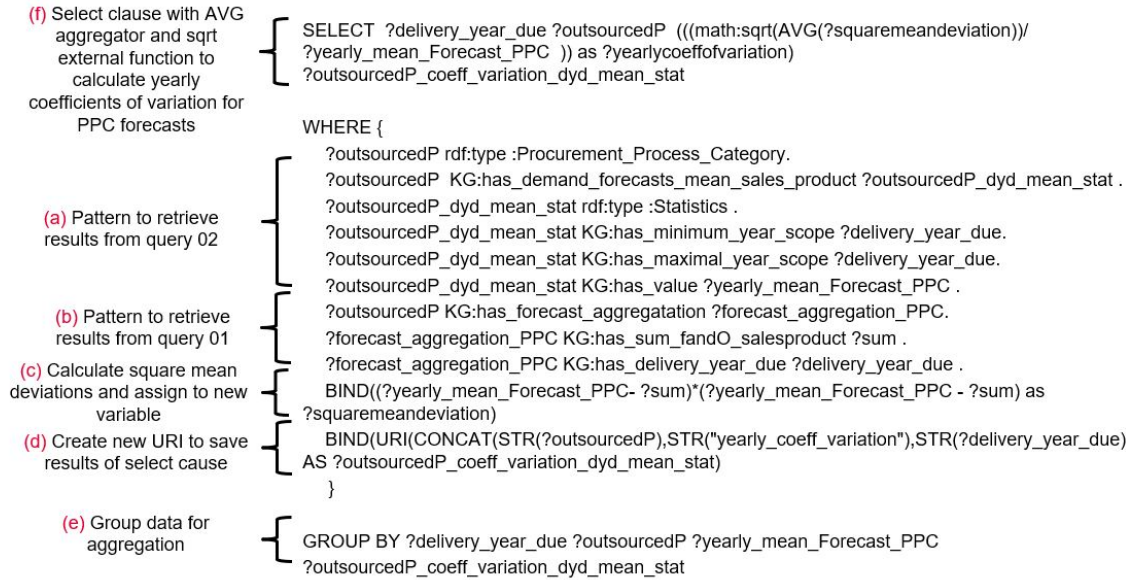 (f) Select clause with AVG
aggregator and sqrt
external function to
calculate yearly
coefficients of variation for
PPC forecasts
SELECT ?delivery_year_due ?outsourcedP (((math:sqrt(AVG(?squaremeandeviation))/
?yearly_mean_Forecast_PPC )) as ?yearlycoeffofvariation)
?outsourcedP_coeff_variation_dyd_mean_stat
WHERE {
?outsourcedP rdf:type :Procurement_Process_Category.
?outsourcedP KG:has_demand_forecasts_mean_sales_product ?outsourcedP_dyd_mean_stat .
(a) Pattern to retrieve
results from query 02
?outsourcedP_dyd_mean_stat rdf:type :Statistics .
?outsourcedP_dyd_mean_stat KG:has_minimum_year_scope ?delivery_year_due.
?outsourcedP_dyd_mean_stat KG:has_maximal_year_scope ?delivery_year_due.
?outsourcedP_dyd_mean_stat KG:has_value ?yearly_mean_Forecast_PPC .
(b) Pattern to retrieve
results from query 01
?outsourcedP KG:has_forecast_aggregatation ?forecast_aggregation_PPC.
?forecast_aggregation_PPC KG:has_sum_fandO_salesproduct ?sum .
?forecast_aggregation_PPC KG:has_delivery_year_due ?delivery_year_due .
(c) Calculate square mean
deviations and assign to new
variable
BIND((?yearly_mean_Forecast_PPC- ?sum)*(?yearly_mean_Forecast_PPC - ?sum) as
?squaremeandeviation)
(d) Create new URI to save
results of select cause
BIND(URI(CONCAT(STR(?outsourcedP),STR("yearly_coeff_variation"),STR(?delivery_year_due)
AS ?outsourcedP_coeff_variation_dyd_mean_stat)
}
(e) Group data for
aggregation
GROUP BY ?delivery_year_due ?outsourcedP ?yearly_mean_Forecast_PPC
?outsourcedP_coeff_variation_dyd_mean_stat